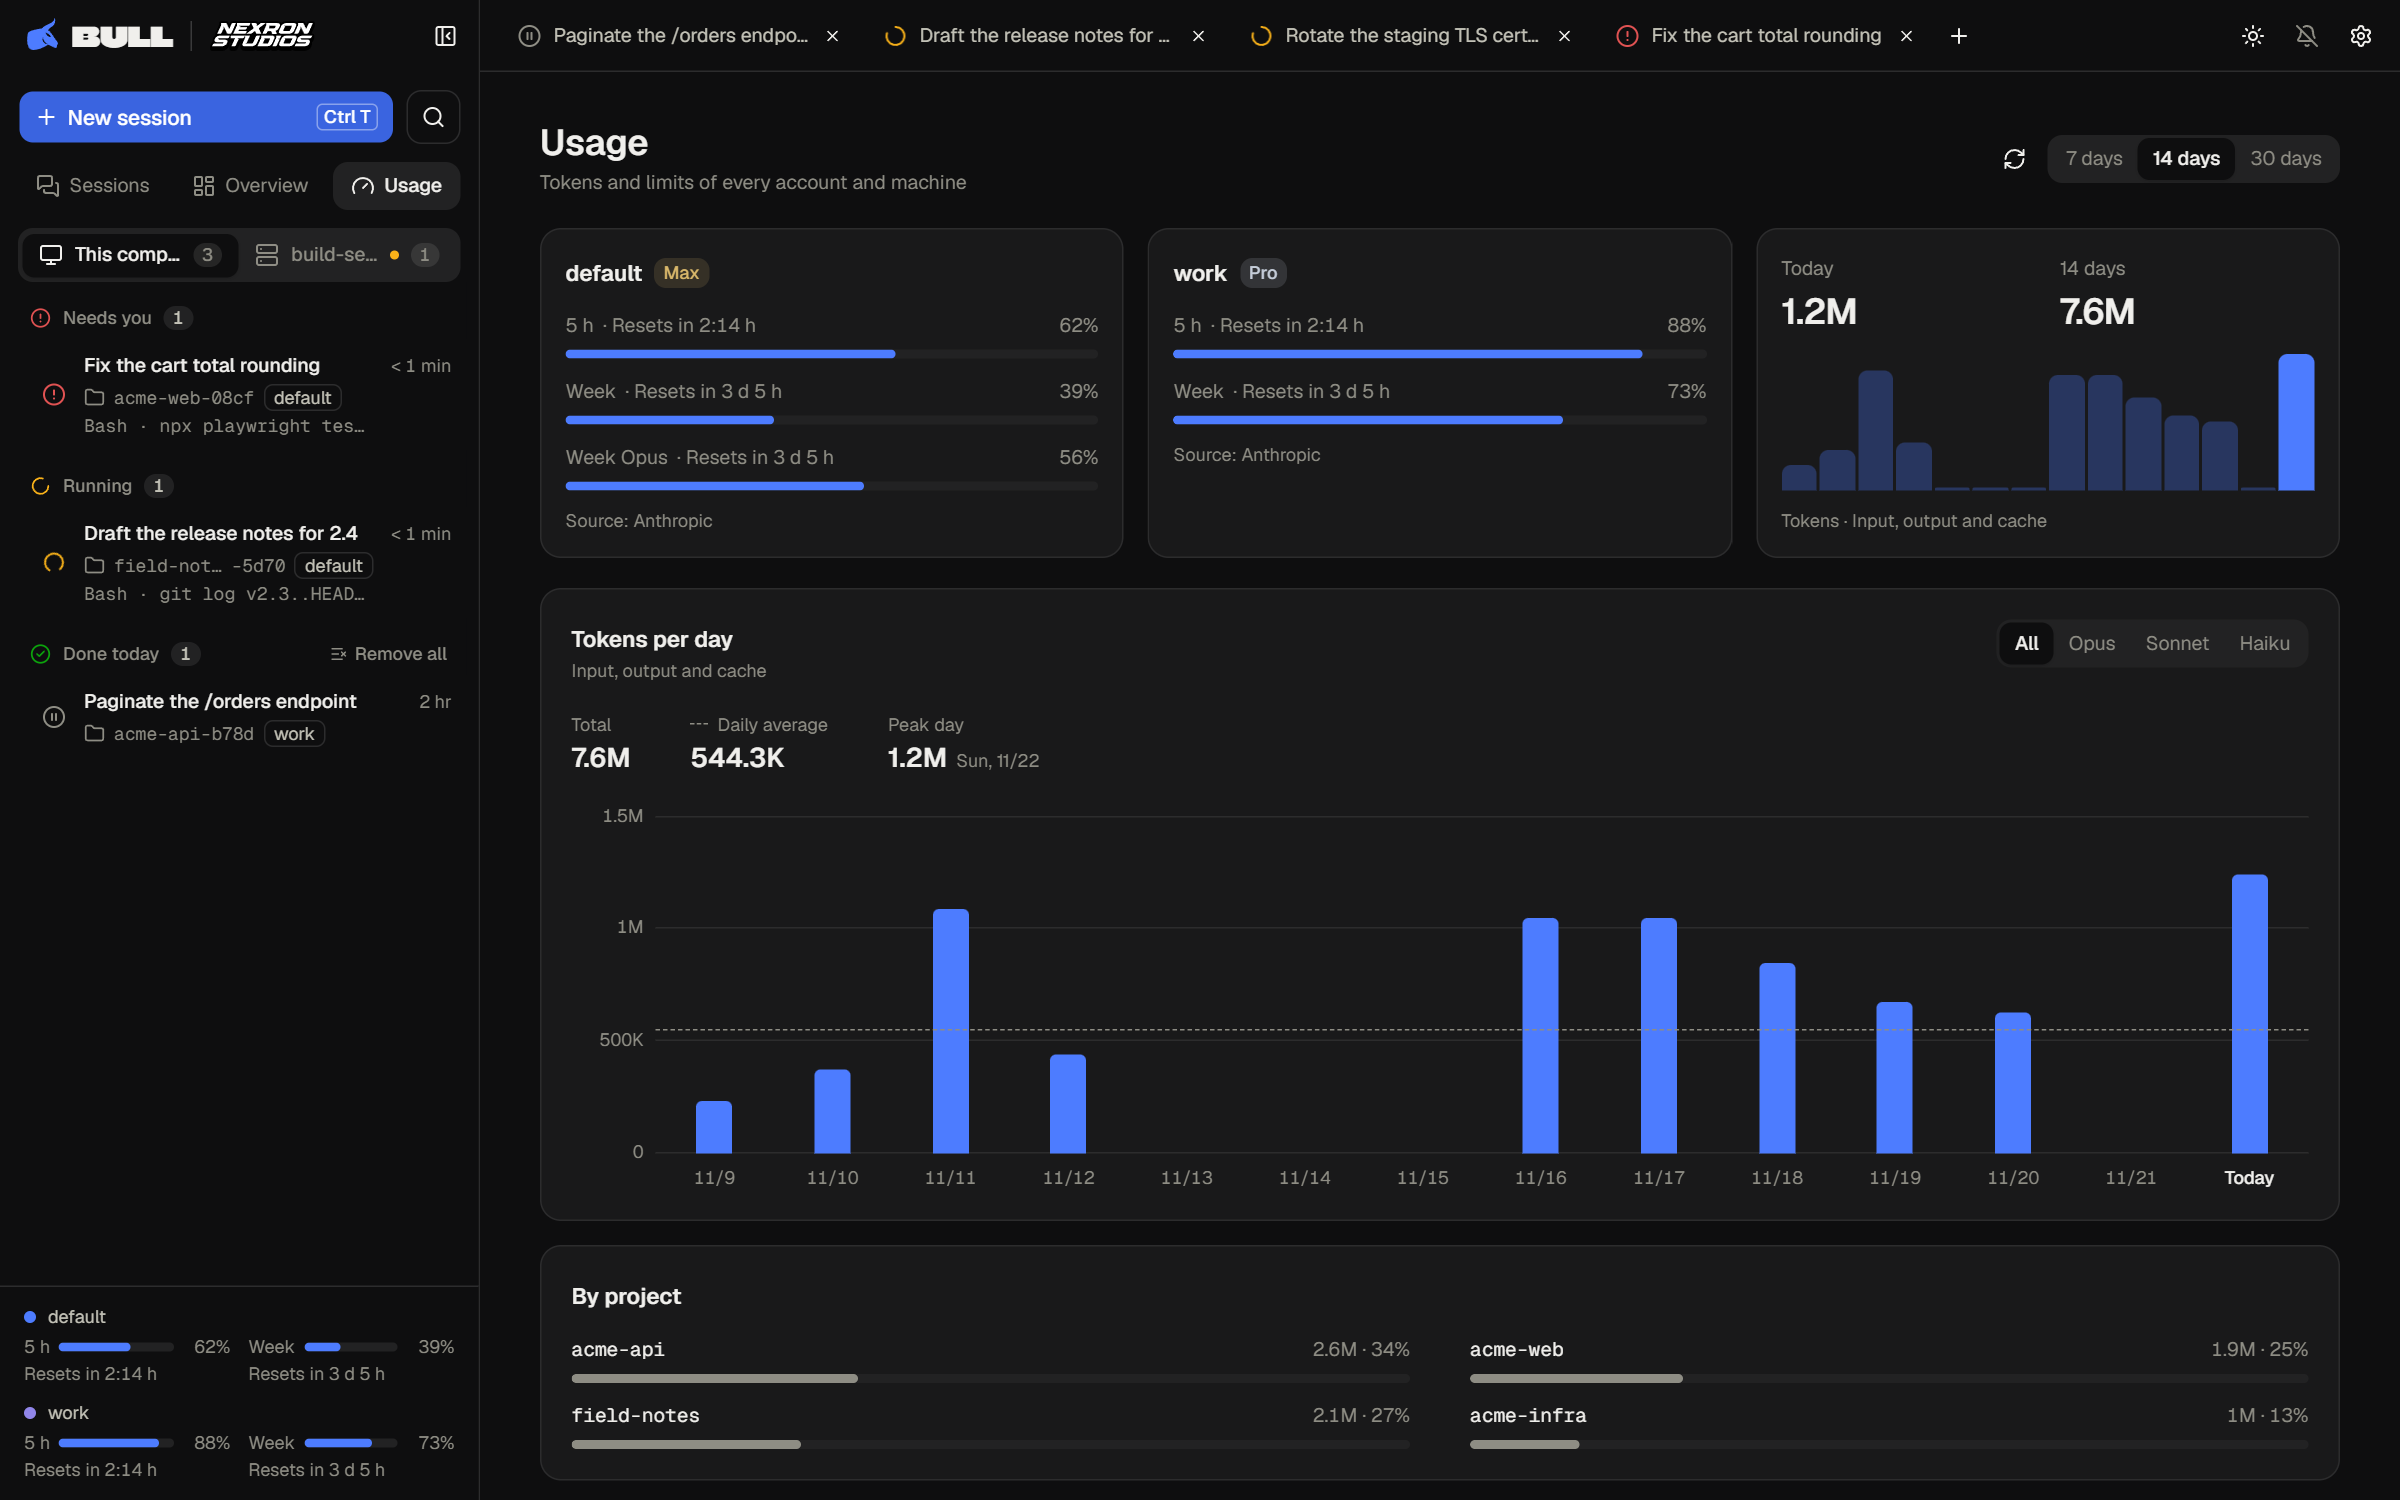 BULL
NEXRON STUDIOS
New session
Ctrl T
Sessions
Overview
Usage
This comp...
3
build-se...
1
Needs you
1
Fix the cart total rounding
< 1 min
acme-web-08cf
default
Bash · npx playwright tes…
Running
1
Draft the release notes for 2.4
< 1 min
field-not… -5d70
default
Bash · git log v2.3..HEAD…
Done today
1
Remove all
Paginate the /orders endpoint
2 hr
acme-api-b78d
work
default
5 h
62%
Week
39%
Resets in 2:14 h
Resets in 3 d 5 h
work
5 h
88%
Week
73%
Resets in 2:14 h
Resets in 3 d 5 h
Paginate the /orders endpo...
Draft the release notes for ...
Rotate the staging TLS cert...
Fix the cart total rounding
Usage
Tokens and limits of every account and machine
7 days
14 days
30 days
default
Max
5 h · Resets in 2:14 h
62%
Week · Resets in 3 d 5 h
39%
Week Opus · Resets in 3 d 5 h
56%
Source: Anthropic
work
Pro
5 h · Resets in 2:14 h
88%
Week · Resets in 3 d 5 h
73%
Source: Anthropic
Today
14 days
1.2M
7.6M
Tokens · Input, output and cache
Tokens per day
Input, output and cache
All
Opus
Sonnet
Haiku
Total
7.6M
Daily average
544.3K
Peak day
1.2M Sun, 11/22
1.5M
1M
500K
0
11/9
11/10
11/11
11/12
11/13
11/14
11/15
11/16
11/17
11/18
11/19
11/20
11/21
Today
By project
acme-api
2.6M · 34%
acme-web
1.9M · 25%
field-notes
2.1M · 27%
acme-infra
1M · 13%